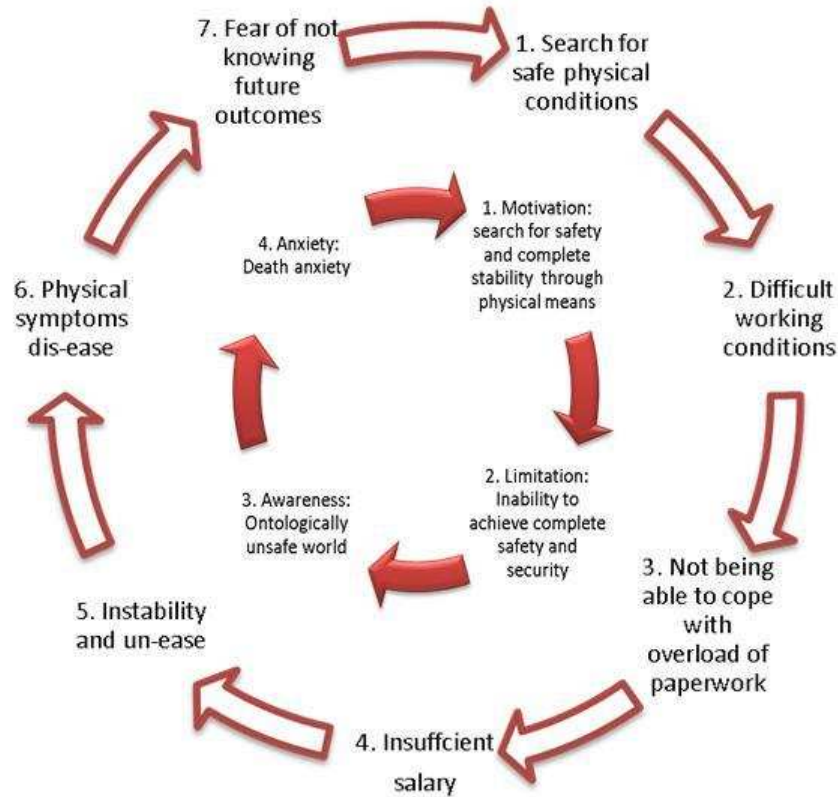 7. Fear of not
knowing
future
outcomes
1. Search for
safe physical
conditions
2. Difficult
working
conditions
3. Not being
able to cope
with
overload of
paperwork
4. Insuffcient
salary
5. Instability
and un-ease
6. Physical
symptoms
dis-ease
1. Motivation:
search for safety
and complete
stability through
physical means
2. Limitation:
Inability to
achieve complete
safety and
security
3. Awareness:
Ontologically
unsafe world
4. Anxiety:
Death anxiety